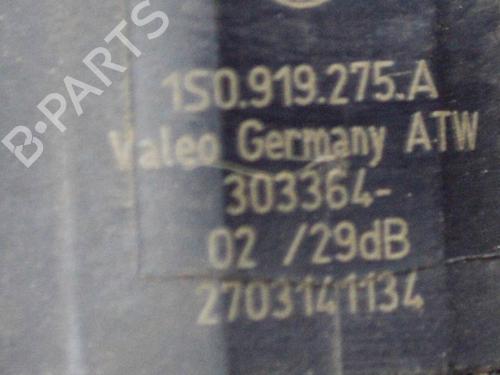 B-PARTS
1S0.919.275.A
Valeo Germany ATW
303364-
02 /29dB
2703141134